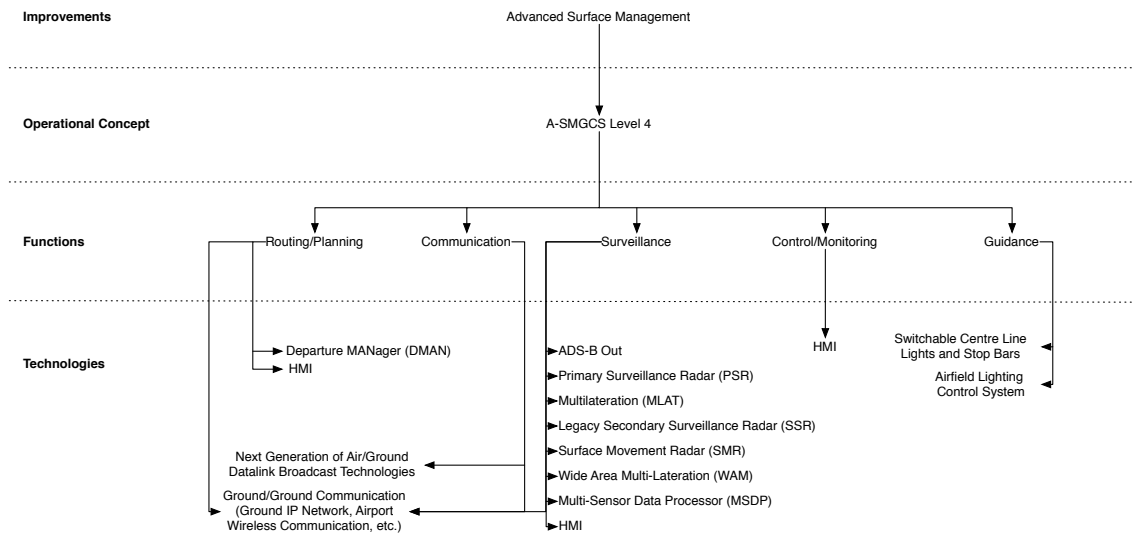 Improvements
Advanced Surface Management
Operational Concept
A-SMGCS Level 4
Functions
Routing/Planning
Communication
Surveillance
Control/Monitoring
Guidance
Technologies
Departure MANager (DMAN)
HMI
Next Generation of Air/Ground
Datalink Broadcast Technologies
Ground/Ground Communication
(Ground IP Network, Airport
Wireless Communication, etc.)
ADS-B Out
Primary Surveillance Radar (PSR)
Multilateration (MLAT)
Legacy Secondary Surveillance Radar (SSR)
Surface Movement Radar (SMR)
Wide Area Multi-Lateration (WAM)
Multi-Sensor Data Processor (MSDP)
HMI
HMI
Switchable Centre Line
Lights and Stop Bars
Airfield Lighting
Control System